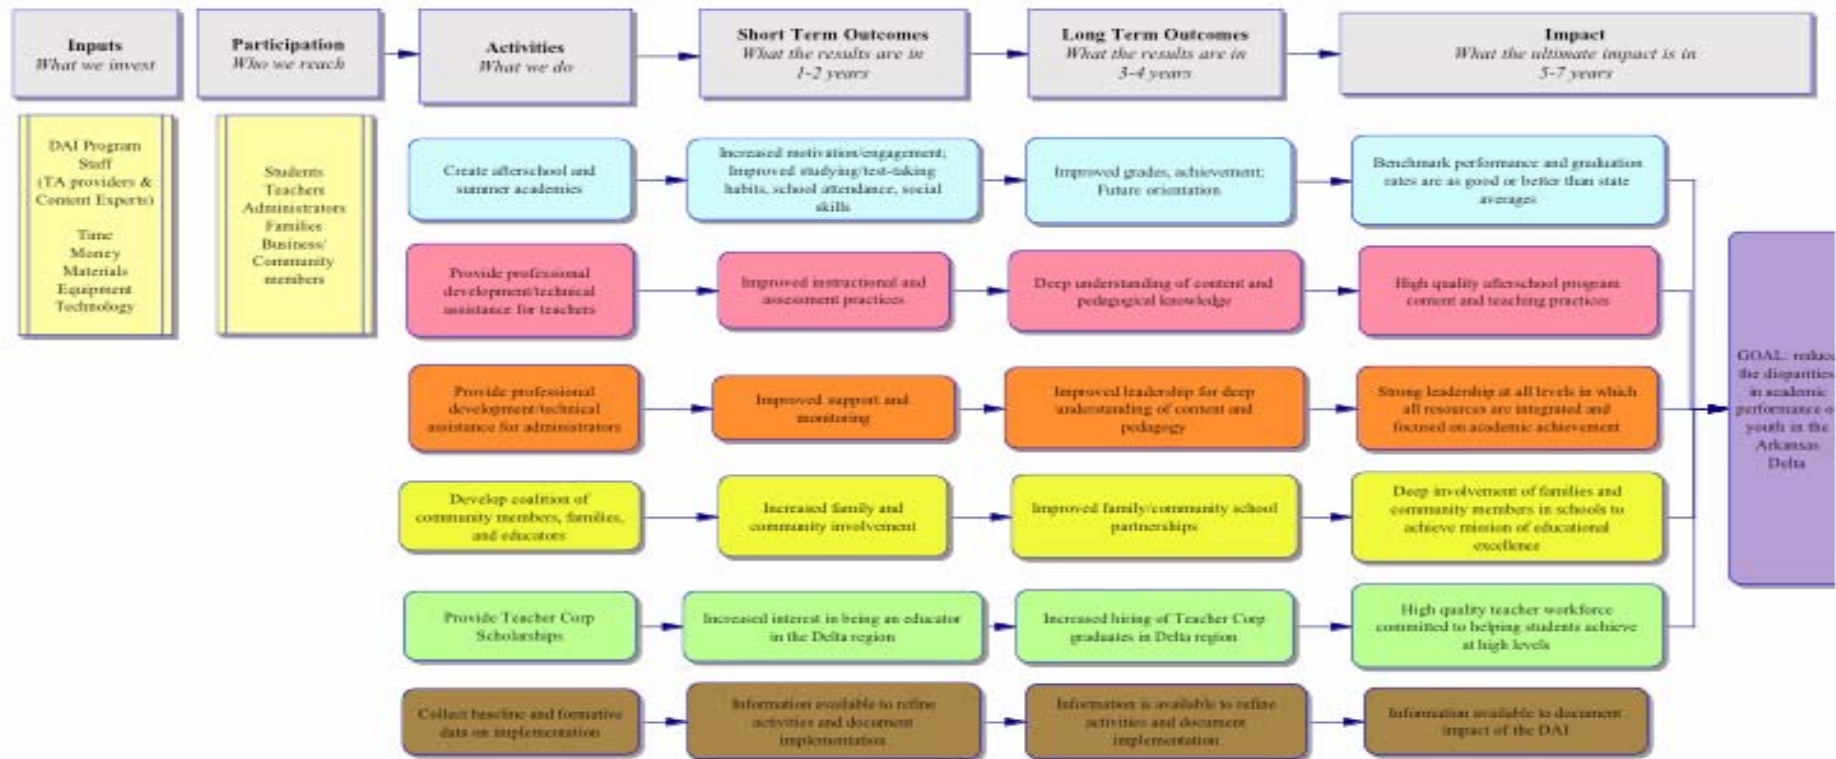 Inputs
What we invest
Participation
Who we reach
Activities
What we do
Short Term Outcomes
What the results are in
1-2 years
Long Term Outcomes
What the results are in
3-4 years
Impact
What the ultimate impact is in
5-7 years
DAI Program
Staff
(TA providers &
Content Experts)
Time
Money
Materials
Equipment
Technology
Students
Teachers
Administrators
Families
Business/
Community
members
Create afterschool and
summer academies
Increased motivation/engagement;
Improved studying/test-taking
habits, school attendance, social
skills
Improved grades, achievement;
Future orientation
Benchmark performance and graduation
rates are as good or better than state
averages
Provide professional
development/technical
assistance for teachers
Improved instructional and
assessment practices
Deep understanding of content and
pedagogical knowledge
High quality afterschool program
content and teaching practices
Provide professional
development/technical
assistance for administrators
Improved support and
monitoring
Improved leadership for deep
understanding of content and
pedagogy
Strong leadership at all levels in which
all resources are integrated and
focused on academic achievement
Develop coalition of
community members, families,
and educators
Increased family and
community involvement
Improved family/community school
partnerships
Deep involvement of families and
community members in schools to
achieve mission of educational
excellence
Provide Teacher Corp
Scholarships
Increased interest in being an educator
in the Delta region
Increased hiring of Teacher Corp
graduates in Delta region
High quality teacher workforce
committed to helping students achieve
at high levels
Collect baseline and formative
data on implementation
Information available to refine
activities and document
implementation
Information is available to refine
activities and document
implementation
Information available to document
impact of the DAI
GOAL: reduc
the disparities
in academic
performance o
youth in the
Arkansas
Delta